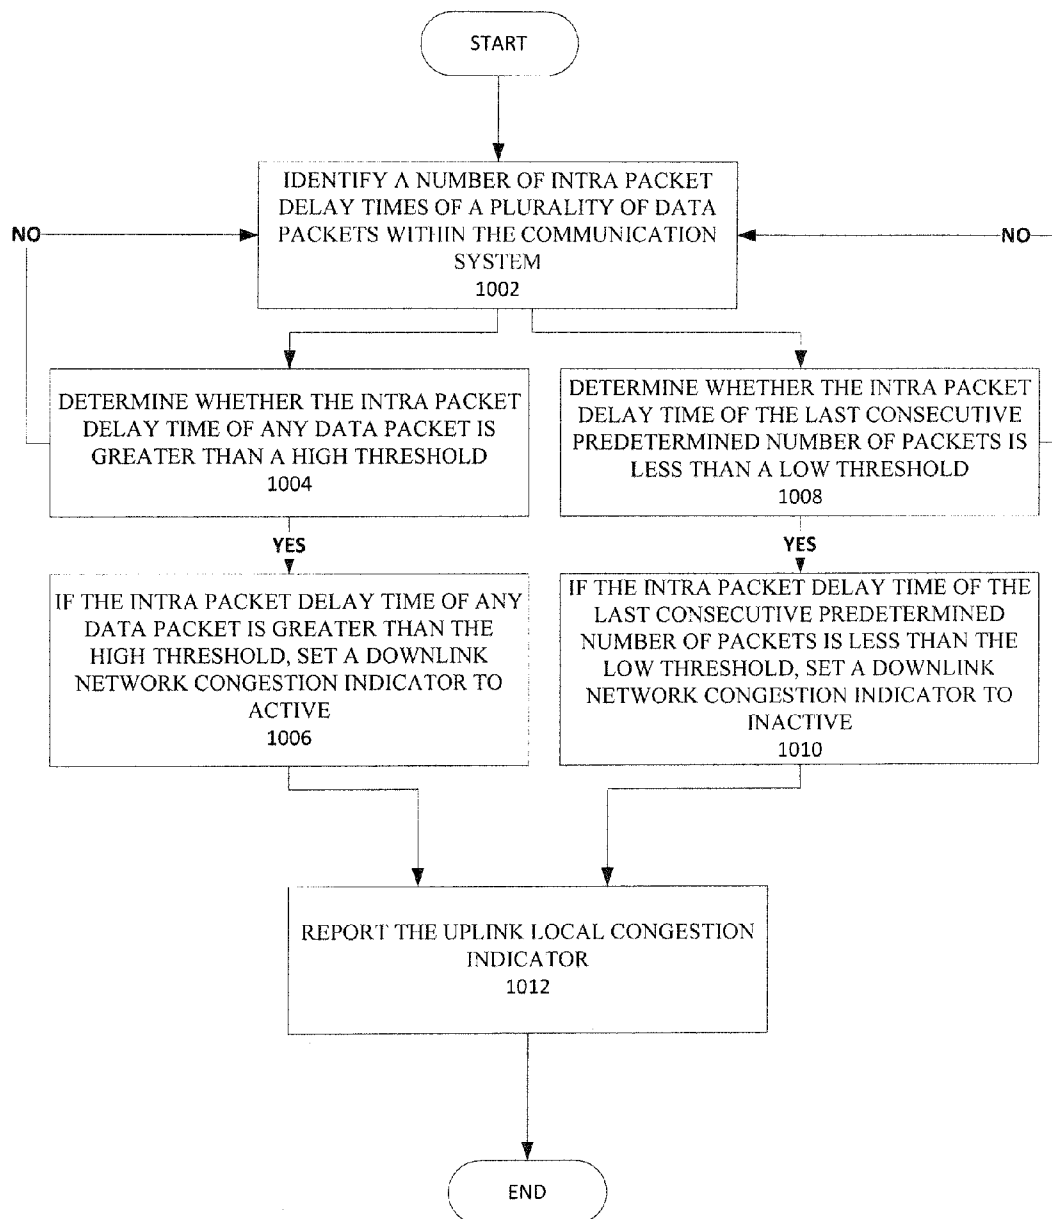 START
IDENTIFY A NUMBER OF INTRA PACKET
DELAY TIMES OF A PLURALITY OF DATA
PACKETS WITHIN THE COMMUNICATION
SYSTEM
1002
NO
NO
DETERMINE WHETHER THE INTRA PACKET
DELAY TIME OF ANY DATA PACKET IS
GREATER THAN A HIGH THRESHOLD
1004
DETERMINE WHETHER THE INTRA PACKET
DELAY TIME OF THE LAST CONSECUTIVE
PREDETERMINED NUMBER OF PACKETS IS
LESS THAN A LOW THRESHOLD
1008
YES
YES
IF THE INTRA PACKET DELAY TIME OF ANY
DATA PACKET IS GREATER THAN THE
HIGH THRESHOLD, SET A DOWNLINK
NETWORK CONGESTION INDICATOR TO
ACTIVE
1006
IF THE INTRA PACKET DELAY TIME OF THE
LAST CONSECUTIVE PREDETERMINED
NUMBER OF PACKETS IS LESS THAN THE
LOW THRESHOLD, SET A DOWNLINK
NETWORK CONGESTION INDICATOR TO
INACTIVE
1010
REPORT THE UPLINK LOCAL CONGESTION
INDICATOR
1012
END